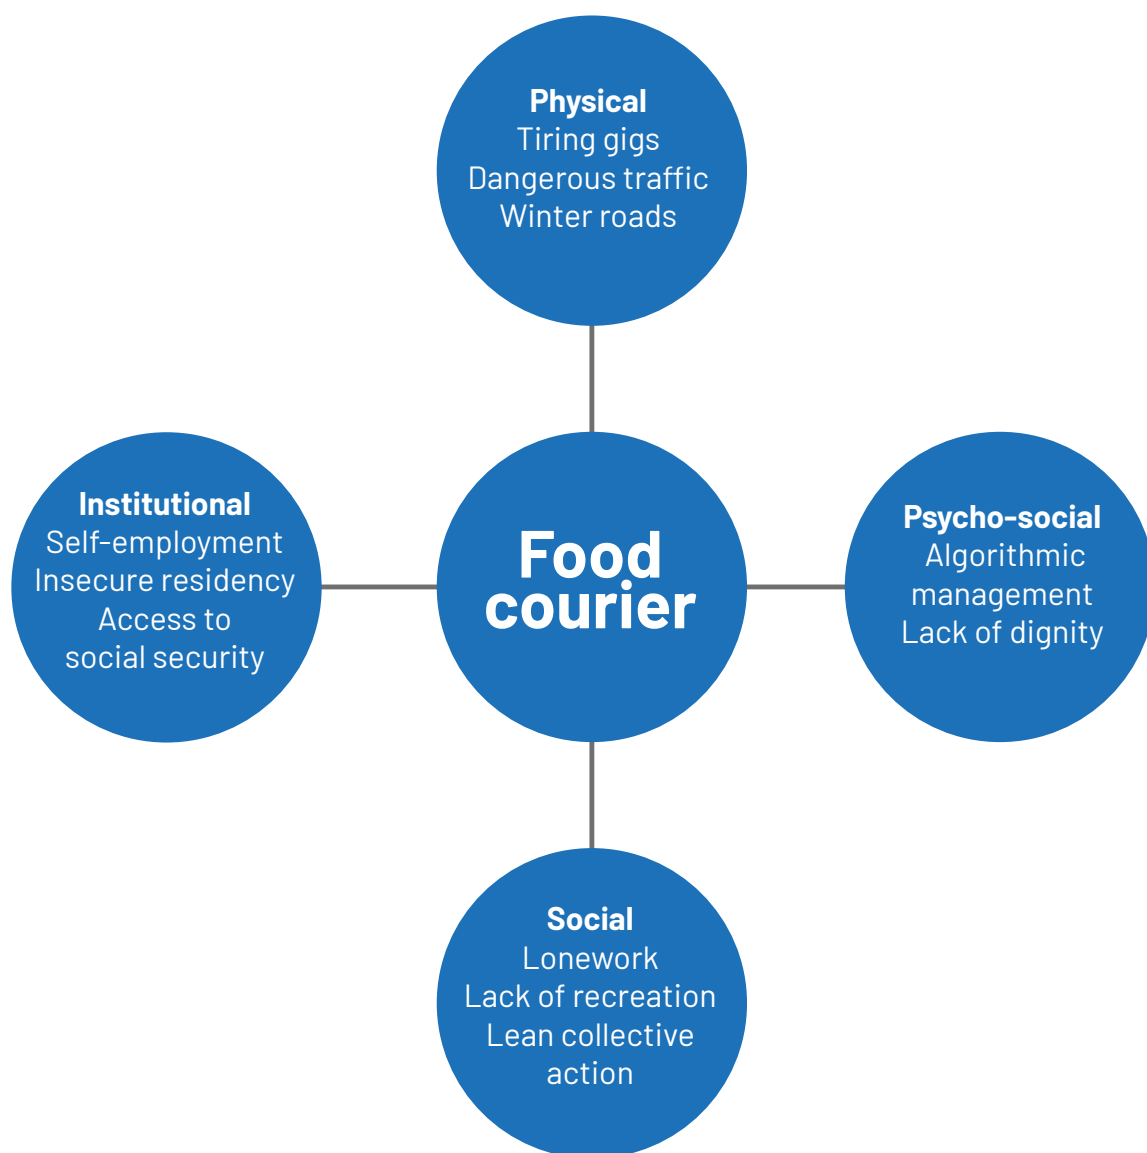 Physical
Tiring gigs
Dangerous traffic
Winter roads
Institutional
Self-employment
Insecure residency
Access to
social security
Food
courier
Psycho-social
Algorithmic
management
Lack of dignity
Social
Lonework
Lack of recreation
Lean collective
action